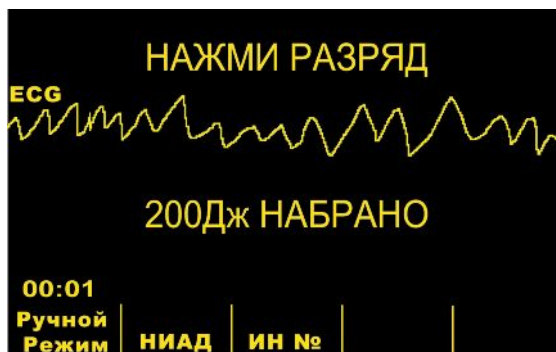 НАЖМИ РАЗРЯД
ECG
200Дж НАБРАНО
00:01
Ручной
Режим НИАД ИН №